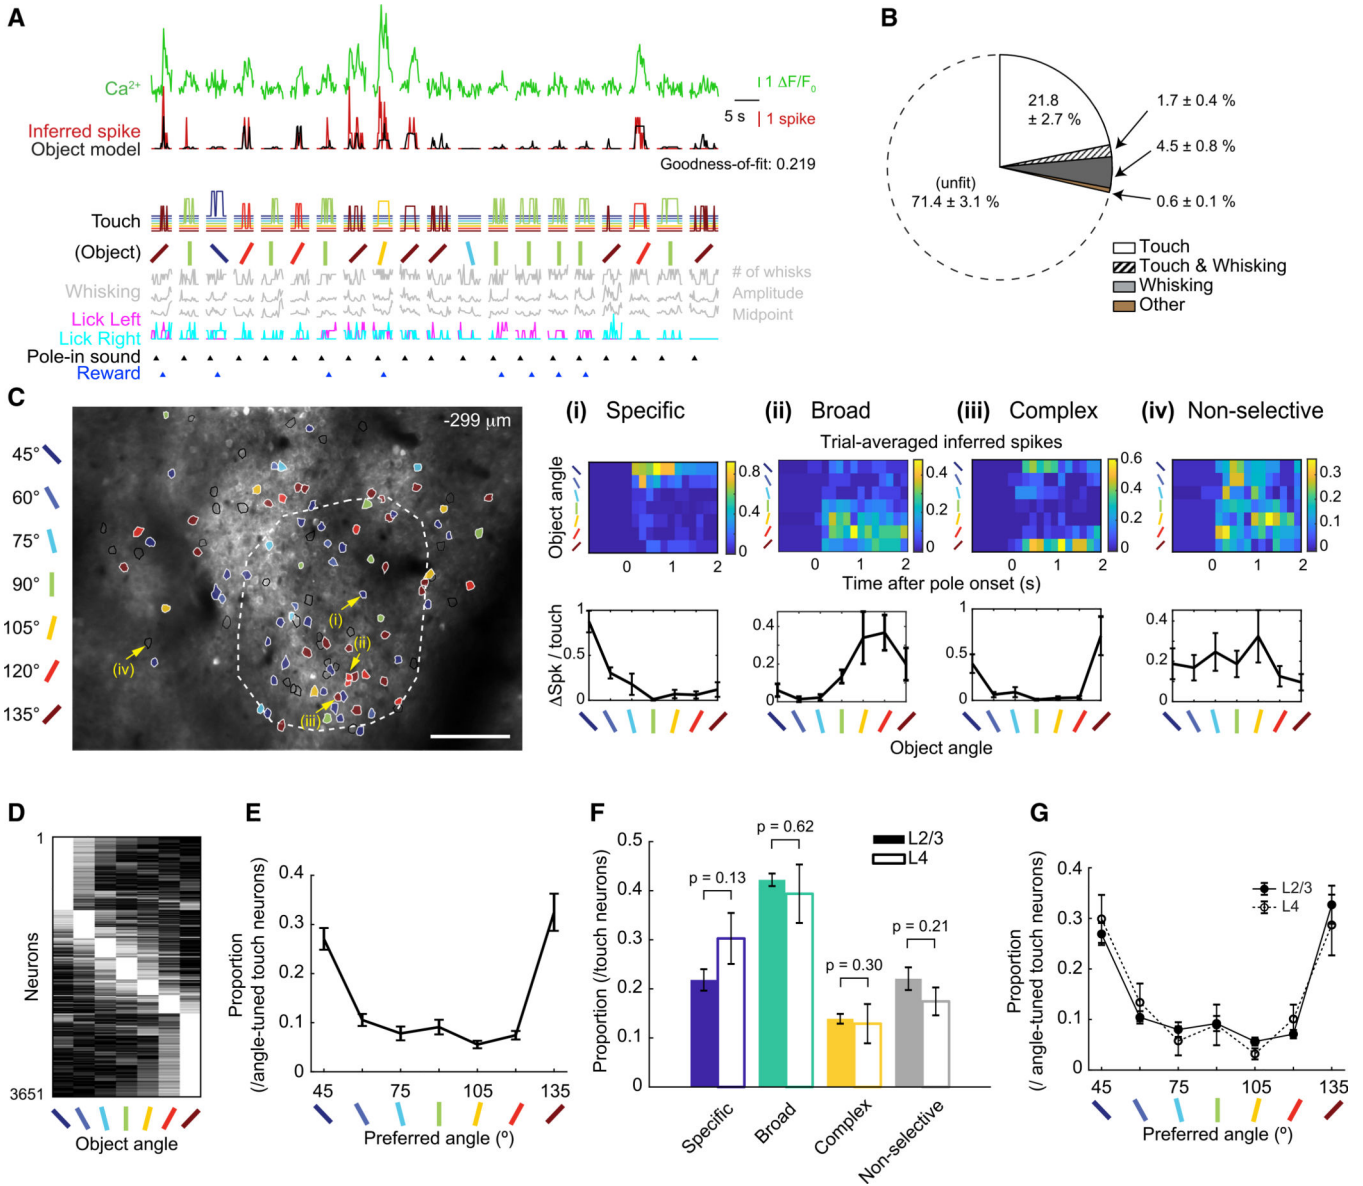 A
Ca²⁺
1 ΔF/F₀
5 s
1 spike
Inferred spike
Object model
Goodness-of-fit: 0.219
Touch
(Object)
# of whisks
Whisking
Amplitude
Midpoint
Lick Left
Lick Right
Pole-in sound
Reward
B
21.8
± 2.7 %
1.7 ± 0.4 %
4.5 ± 0.8 %
0.6 ± 0.1 %
(unfit)
71.4 ± 3.1 %
Touch
Touch & Whisking
Whisking
Other
C
-299 µm
45°
60°
75°
90°
105°
120°
135°
(i)
(ii)
(iii)
(iv)
(i) Specific
(ii) Broad
(iii) Complex
(iv) Non-selective
Trial-averaged inferred spikes
Object angle
0.8
0.4
0
0.4
0.2
0
0.6
0.4
0.2
0
0.3
0.2
0.1
0
0 2
0 2
0 2
0 2
Time after pole onset (s)
ΔSpk / touch
1
0.5
0
0.4
0.2
0
1
0.5
0
0.4
0.2
0
Object angle
D
1
Neurons
3651
Object angle
E
Proportion
(/angle-tuned touch neurons)
0.4
0.3
0.2
0.1
0
45 75 105 135
Preferred angle (º)
F
Proportion (/touch neurons)
0.5
0.4
0.3
0.2
0.1
0
p = 0.13
p = 0.62
p = 0.30
p = 0.21
L2/3
L4
Specific
Broad
Complex
Non-selective
G
Proportion
(/ angle-tuned touch neurons)
0.4
0.3
0.2
0.1
0
L2/3
L4
45 75 105 135
Preferred angle (º)